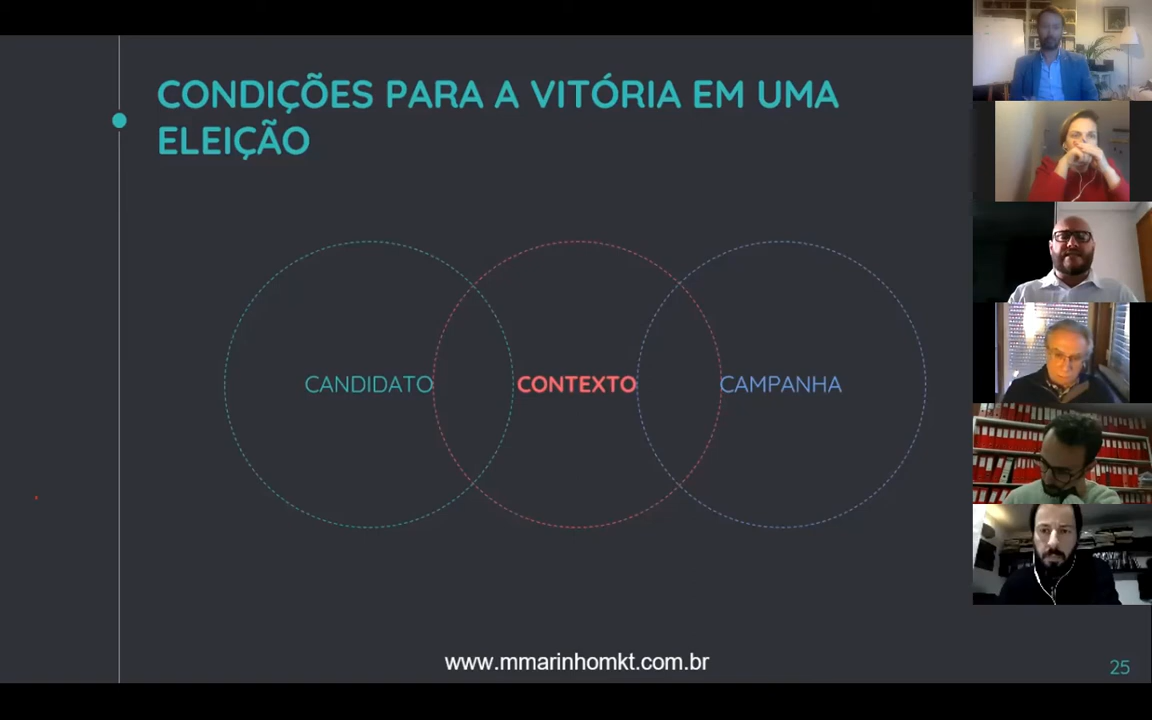 CONDIÇÕES PARA A VITÓRIA EM UMA
ELEIÇÃO
CANDIDATO
CONTEXTO
CAMPANHA
www.mmarinhomkt.com.br
25